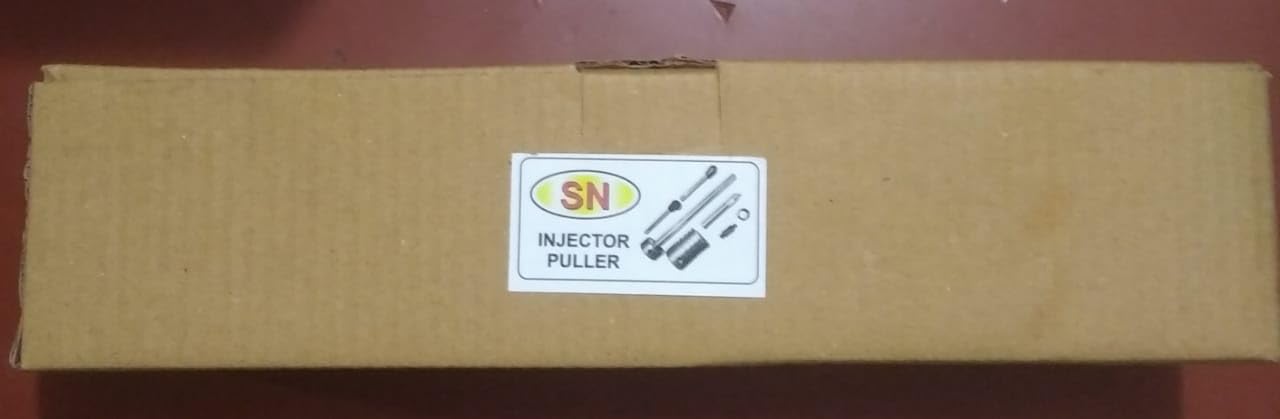 SN
INJECTOR
PULLER